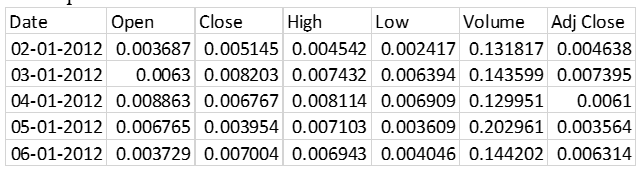 Date Open Close High Low Volume Adj Close
02-01-2012 0.003687 0.005145 0.004542 0.002417 0.131817 0.004638
03-01-2012 0.0063 0.008203 0.007432 0.006394 0.143599 0.007395
04-01-2012 0.008863 0.006767 0.008114 0.006909 0.129951 0.0061
05-01-2012 0.006765 0.003954 0.007103 0.003609 0.202961 0.003564
06-01-2012 0.003729 0.007004 0.006943 0.004046 0.144202 0.006314